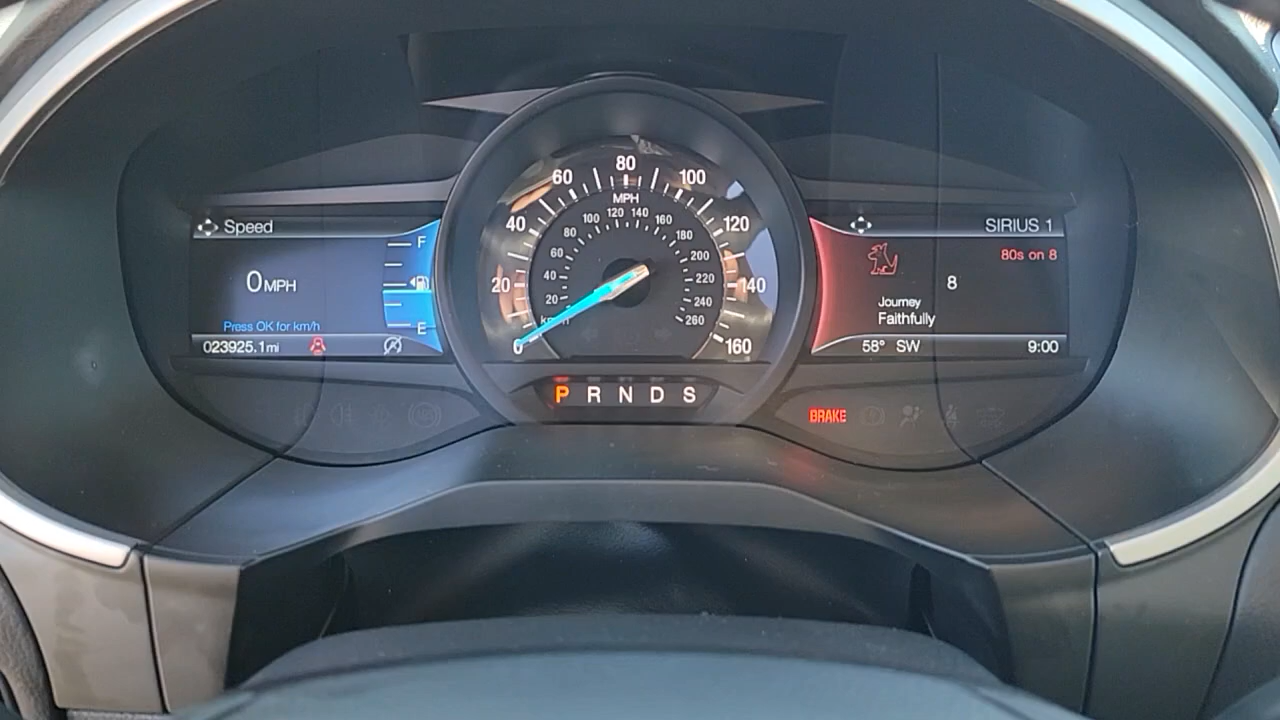 Speed
F
0 MPH
E
Press OK for km/h
023925.1 mi
0
20
40
60
80
100
120
140
160
MPH
20
40
60
80
100
120
140
160
180
200
220
240
260
P R N D S
SIRIUS 1
80s on 8
8
Journey
Faithfully
58° SW
9:00
BRAKE